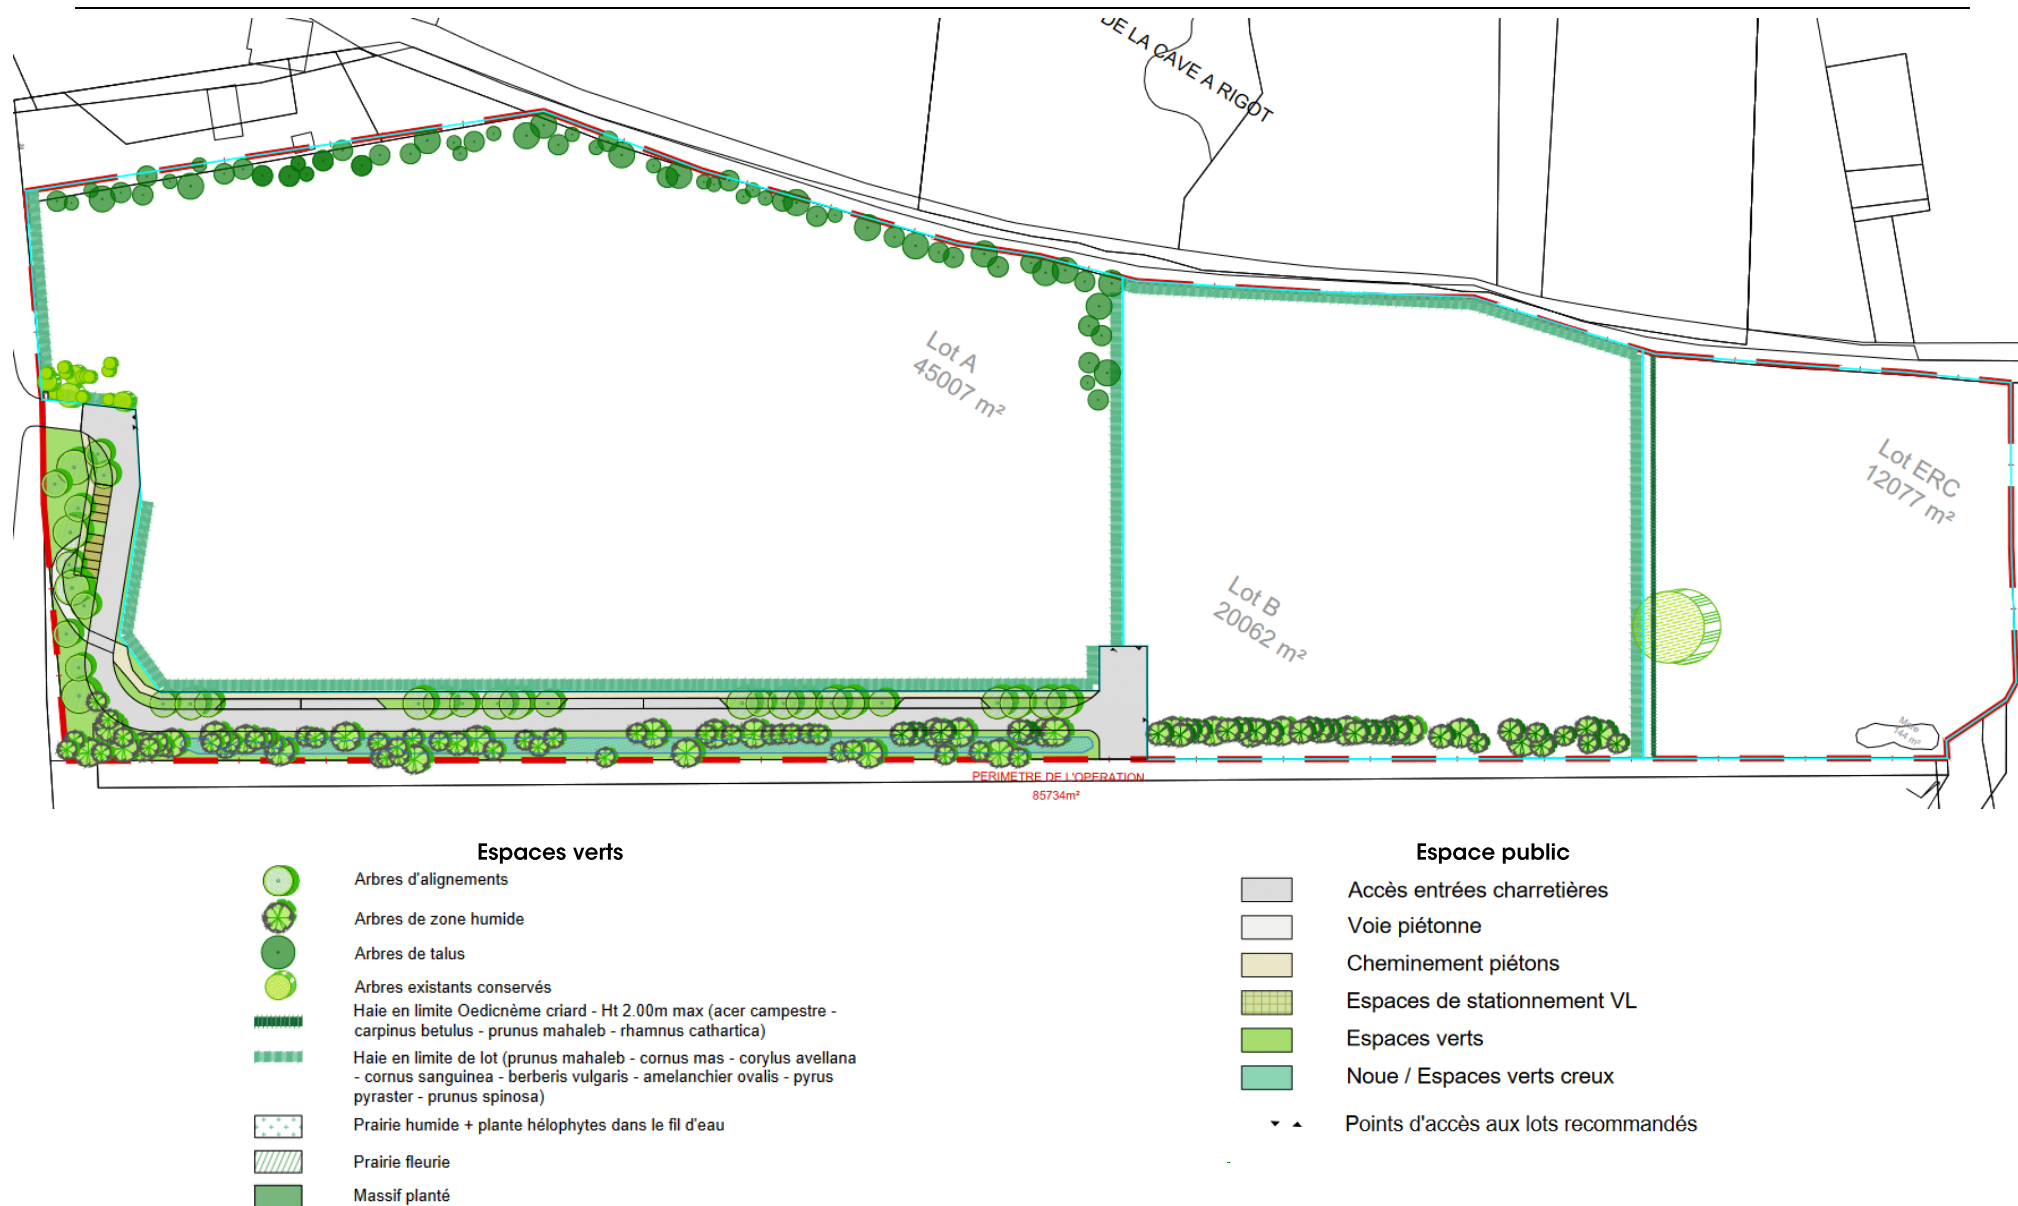 DE LA CAVE A RIGOT
Lot A
45007 m²
Lot B
20062 m²
Lot ERC
12077 m²
Mare
144 m²
PERIMETRE DE L'OPERATION
85734m²
Espaces verts
Arbres d'alignements
Arbres de zone humide
Arbres de talus
Arbres existants conservés
Haie en limite Oedicnème criard - Ht 2.00m max (acer campestre -
carpinus betulus - prunus mahaleb - rhamnus cathartica)
Haie en limite de lot (prunus mahaleb - cornus mas - corylus avellana
- cornus sanguinea - berberis vulgaris - amelanchier ovalis - pyrus
pyraster - prunus spinosa)
Prairie humide + plante hélophytes dans le fil d'eau
Prairie fleurie
Massif planté
Espace public
Accès entrées charretières
Voie piétonne
Cheminement piétons
Espaces de stationnement VL
Espaces verts
Noue / Espaces verts creux
Points d'accès aux lots recommandés